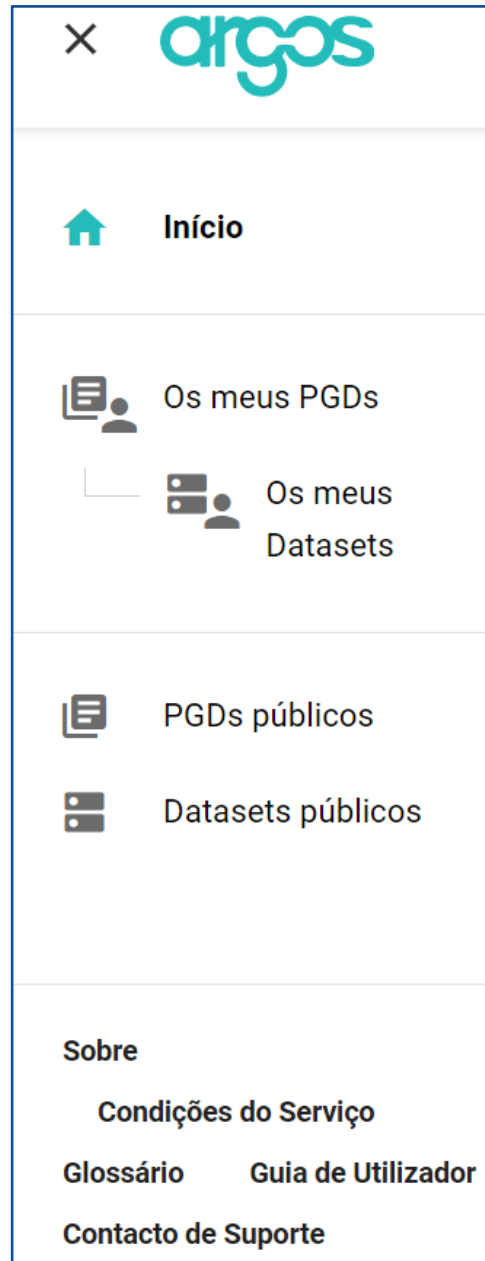 argos
Início
Os meus PGDs
Os meus
Datasets
PGDs públicos
Datasets públicos
Sobre
Condições do Serviço
Glossário Guia de Utilizador
Contacto de Suporte